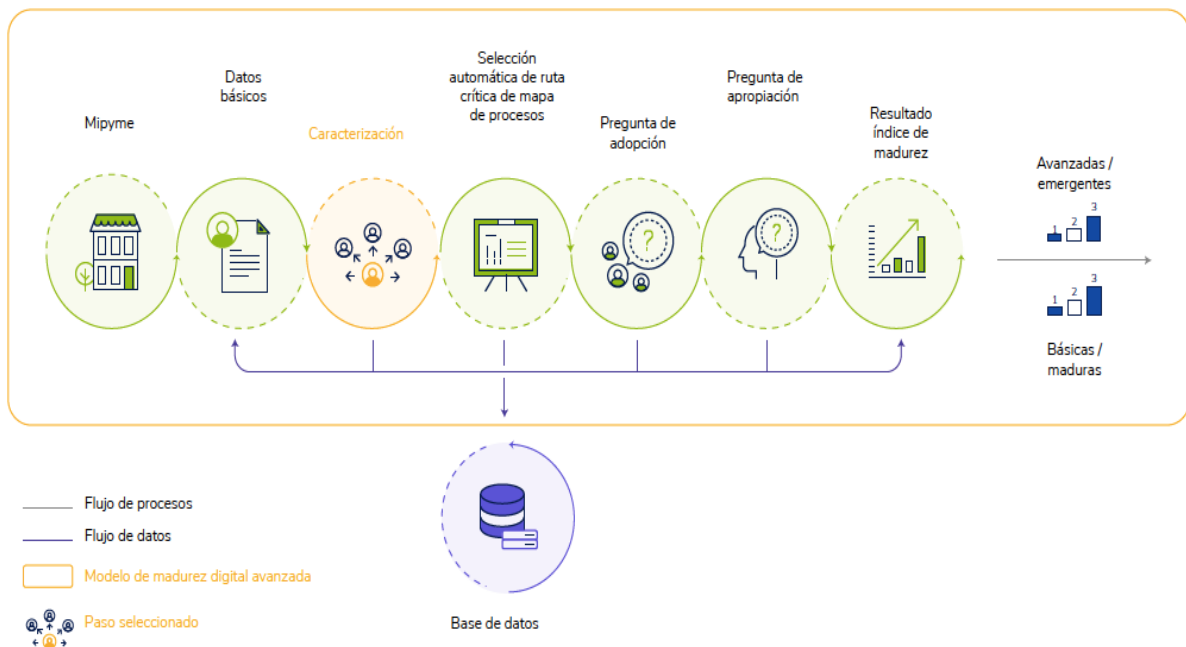 Mipyme
Datos
básicos
Caracterización
Selección
automática de ruta
crítica de mapa
de procesos
Pregunta de
adopción
Pregunta de
apropiación
Resultado
índice de
madurez
Avanzadas /
emergentes
1 2 3
1 2 3
Básicas /
maduras
? ?
Flujo de procesos
Flujo de datos
Modelo de madurez digital avanzada
Paso seleccionado
Base de datos